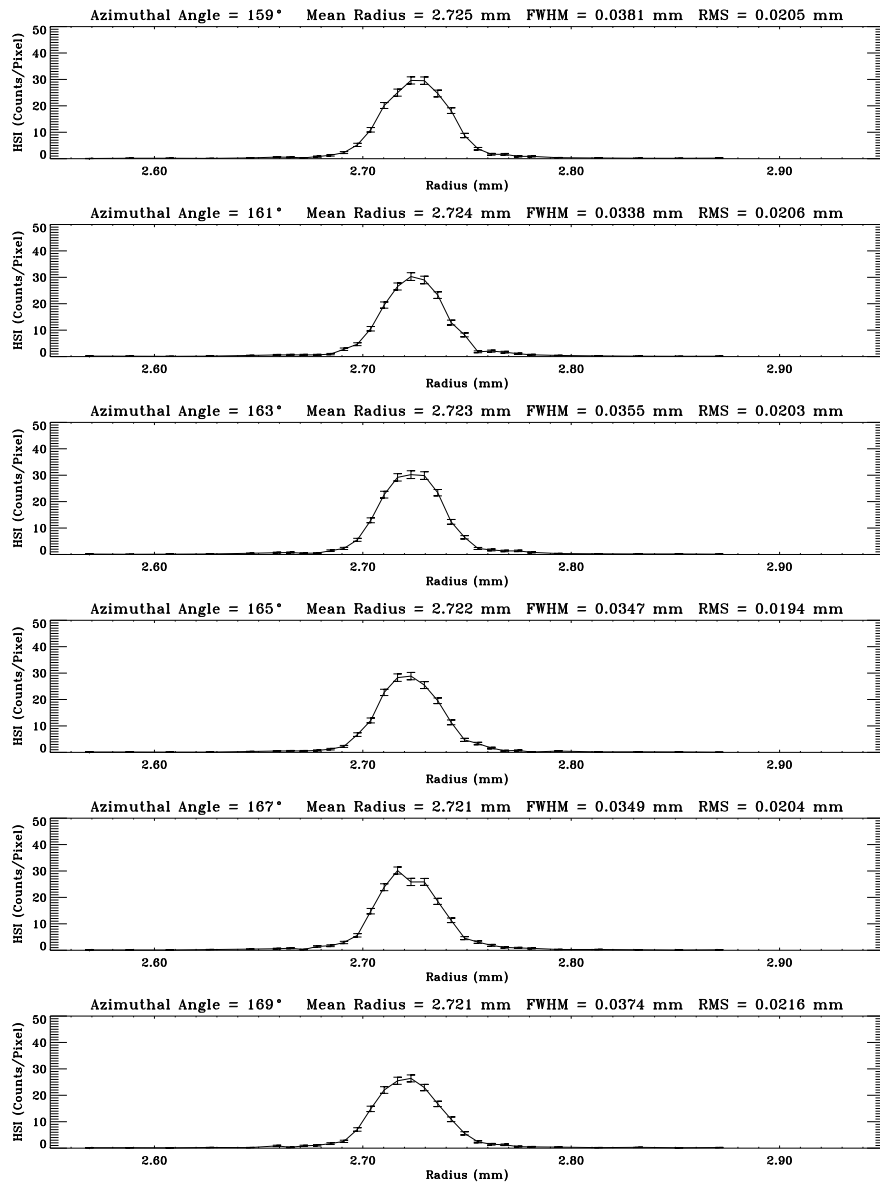 Azimuthal Angle = 159° Mean Radius = 2.725 mm FWHM = 0.0381 mm RMS = 0.0205 mm
HSI (Counts/Pixel)
50
40
30
20
10
0
2.60 2.70 2.80 2.90
Radius (mm)
Azimuthal Angle = 161° Mean Radius = 2.724 mm FWHM = 0.0338 mm RMS = 0.0206 mm
HSI (Counts/Pixel)
50
40
30
20
10
0
2.60 2.70 2.80 2.90
Radius (mm)
Azimuthal Angle = 163° Mean Radius = 2.723 mm FWHM = 0.0355 mm RMS = 0.0203 mm
HSI (Counts/Pixel)
50
40
30
20
10
0
2.60 2.70 2.80 2.90
Radius (mm)
Azimuthal Angle = 165° Mean Radius = 2.722 mm FWHM = 0.0347 mm RMS = 0.0194 mm
HSI (Counts/Pixel)
50
40
30
20
10
0
2.60 2.70 2.80 2.90
Radius (mm)
Azimuthal Angle = 167° Mean Radius = 2.721 mm FWHM = 0.0349 mm RMS = 0.0204 mm
HSI (Counts/Pixel)
50
40
30
20
10
0
2.60 2.70 2.80 2.90
Radius (mm)
Azimuthal Angle = 169° Mean Radius = 2.721 mm FWHM = 0.0374 mm RMS = 0.0216 mm
HSI (Counts/Pixel)
50
40
30
20
10
0
2.60 2.70 2.80 2.90
Radius (mm)